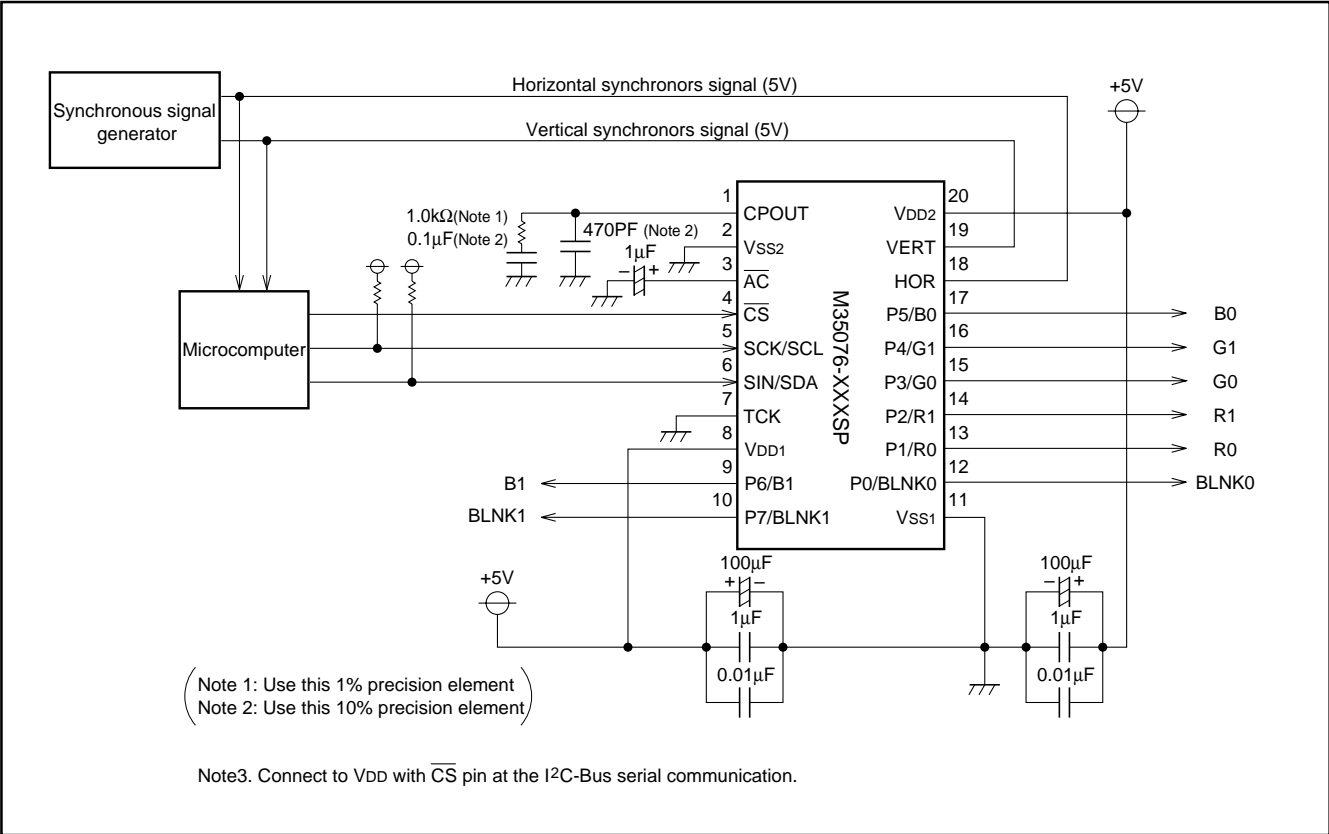 Horizontal synchronors signal (5V)
+5V
Synchronous signal
generator
Vertical synchronors signal (5V)
1.0kΩ(Note 1)
0.1µF(Note 2)
470PF (Note 2)
1µF
− +
Microcomputer
1 CPOUT
2 VSS2
3 AC
4 CS
5 SCK/SCL
6 SIN/SDA
7 TCK
8 VDD1
9 P6/B1
10 P7/BLNK1
M35076-XXXSP
20 VDD2
19 VERT
18 HOR
17 P5/B0
16 P4/G1
15 P3/G0
14 P2/R1
13 P1/R0
12 P0/BLNK0
11 VSS1
B0
G1
G0
R1
R0
BLNK0
B1
BLNK1
+5V
100µF
+ −
1µF
0.01µF
100µF
− +
1µF
0.01µF
Note 1: Use this 1% precision element
Note 2: Use this 10% precision element
Note3. Connect to VDD with CS pin at the I2C-Bus serial communication.